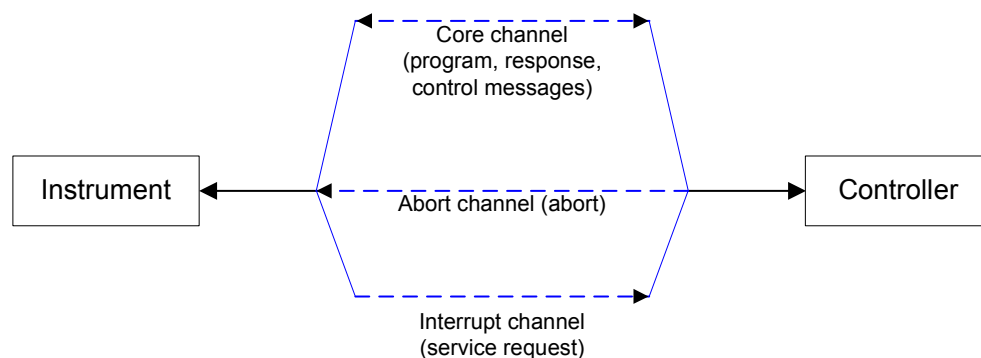 Core channel
(program, response,
control messages)
Instrument
Controller
Abort channel (abort)
Interrupt channel
(service request)